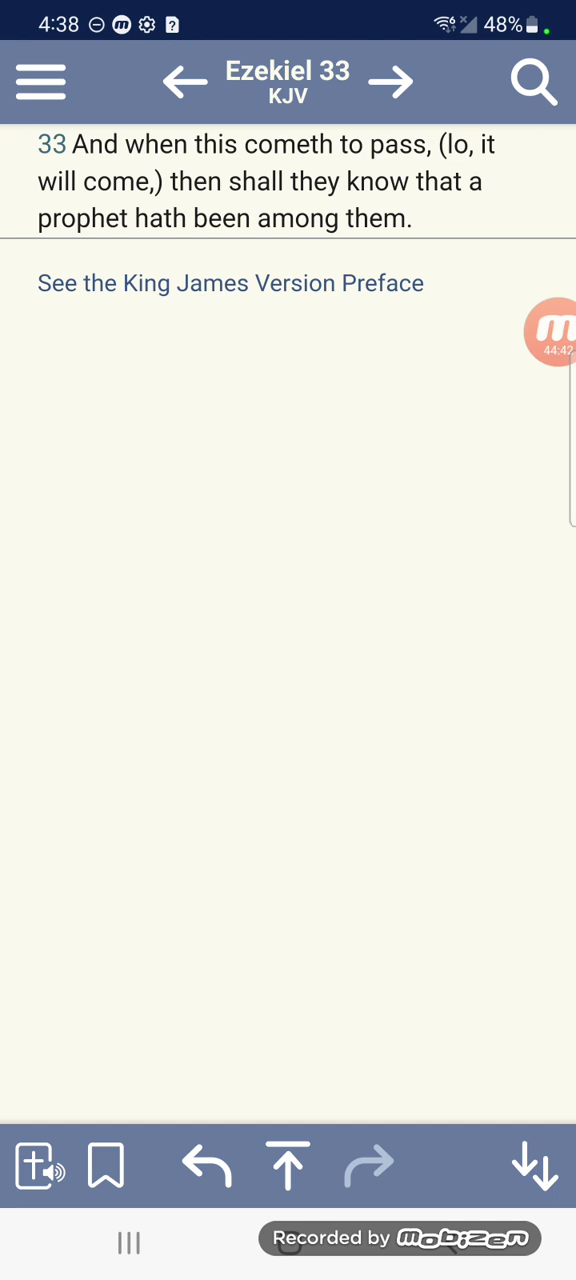 4:38
48%
Ezekiel 33
KJV
33 And when this cometh to pass, (lo, it
will come,) then shall they know that a
prophet hath been among them.
See the King James Version Preface
m
44:42
Recorded by mobizen